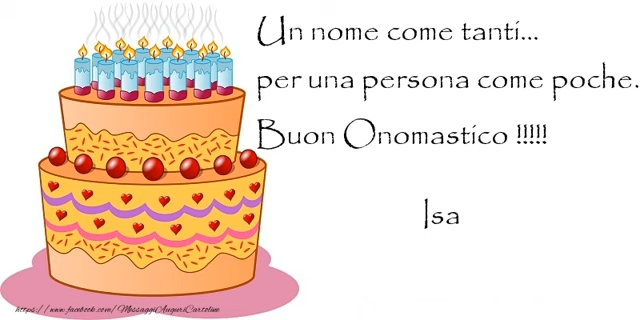 Un nome come tanti...
per una persona come poche.
Buon Onomastico !!!!!
Isa
https://www.facebook.com/MessaggiAuguriCartoline